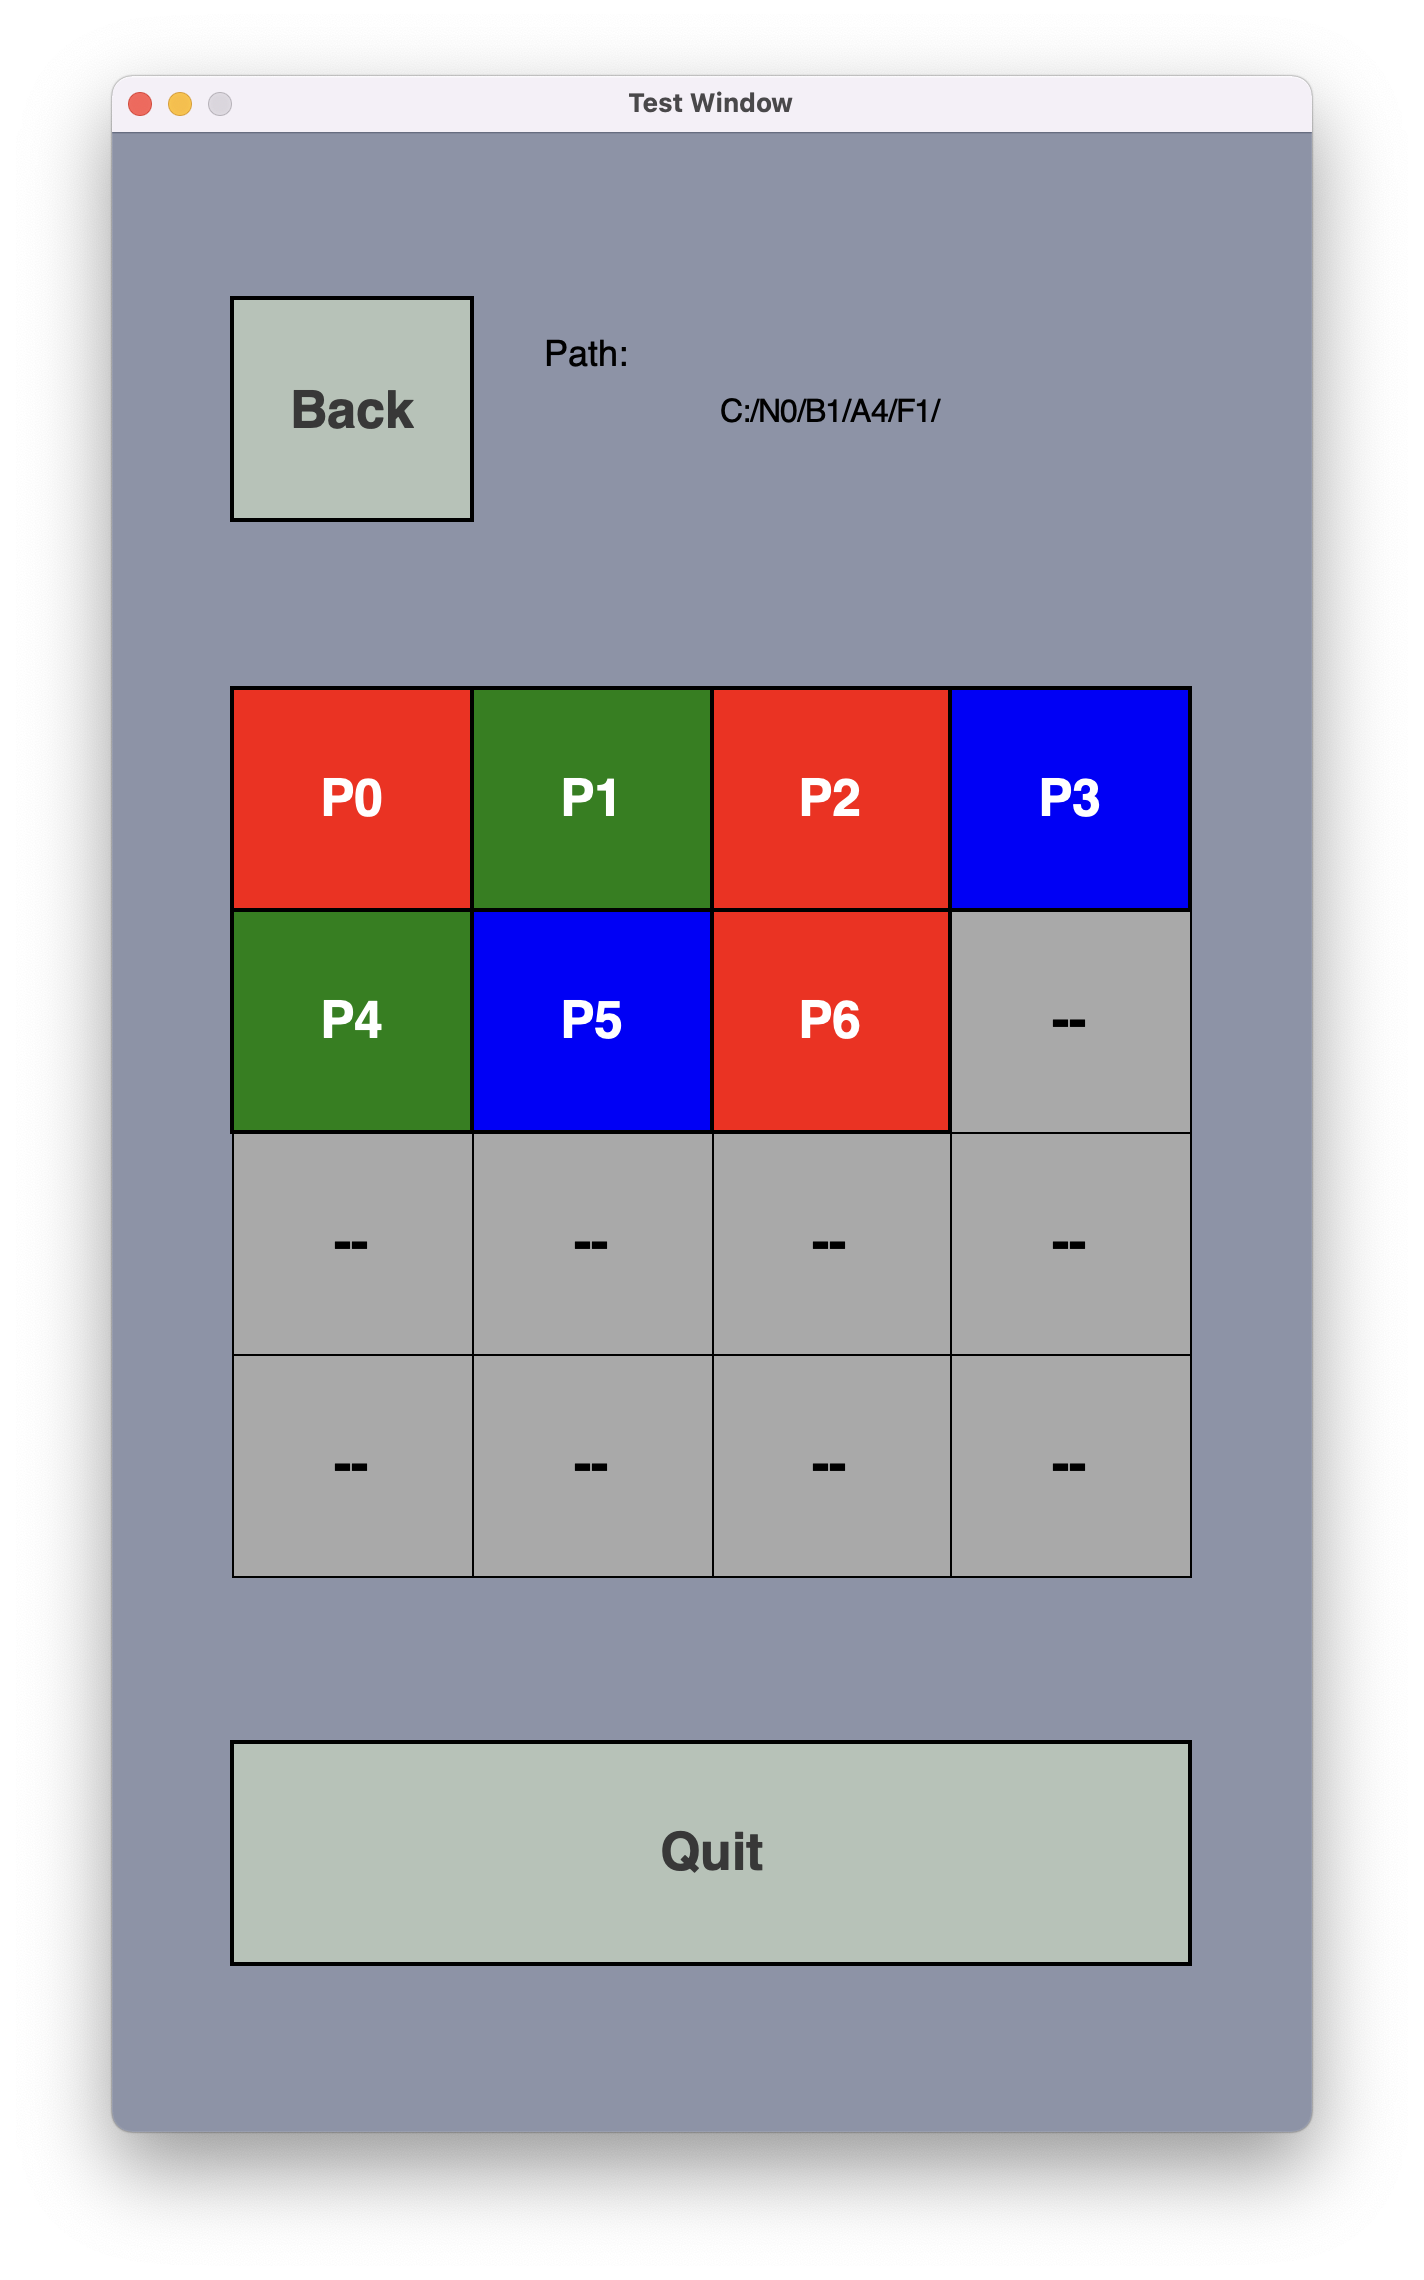 Test Window
Back
Path:
C:/N0/B1/A4/F1/
P0 P1 P2 P3
P4 P5 P6 --
-- -- -- --
-- -- -- --
Quit